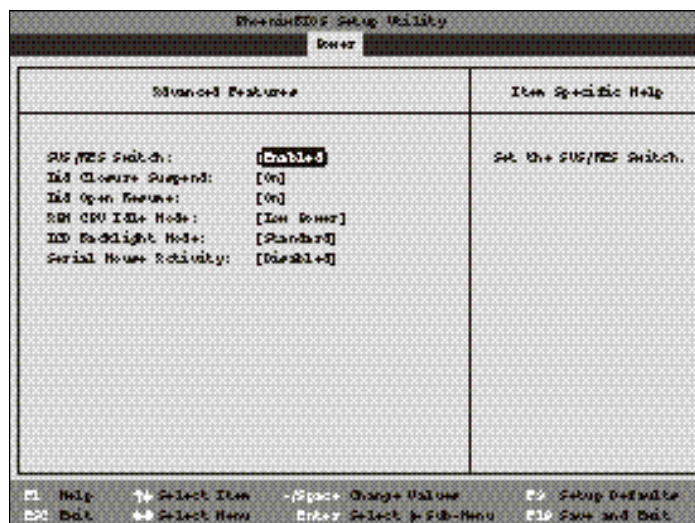 PhoenixBIOS Setup Utility
Power
Advanced Features
Item Specific Help
SUS/RES Switch: [Enabled]
Set the SUS/RES Switch.
Lid Closure Suspend: [On]
Lid Open Resume: [On]
CPU Idle Mode: [Low Power]
LCD Backlight Mode: [Standard]
Serial Mouse Activity: [Disabled]
F1 Help ↑↓ Select Item -/Space Change Values F9 Setup Defaults
ESC Exit ↔ Select Menu Enter Select ▶ Sub-Menu F10 Save and Exit